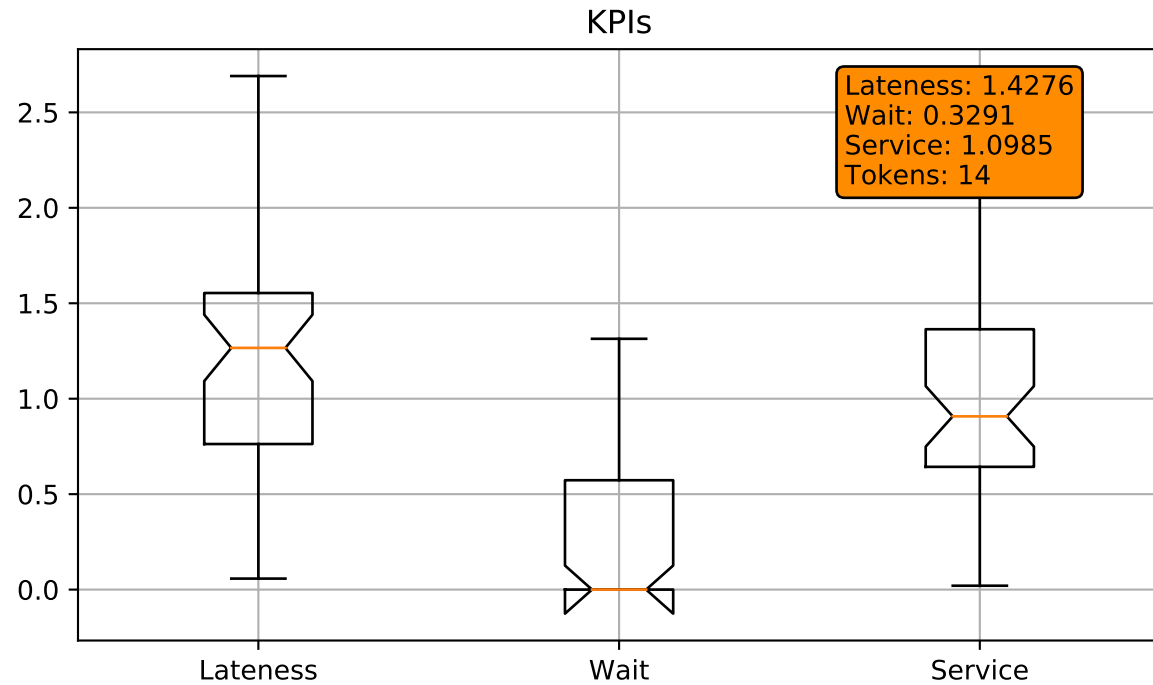 KPIs
2.5
2.0
1.5
1.0
0.5
0.0
Lateness: 1.4276
Wait: 0.3291
Service: 1.0985
Tokens: 14
Lateness
Wait
Service